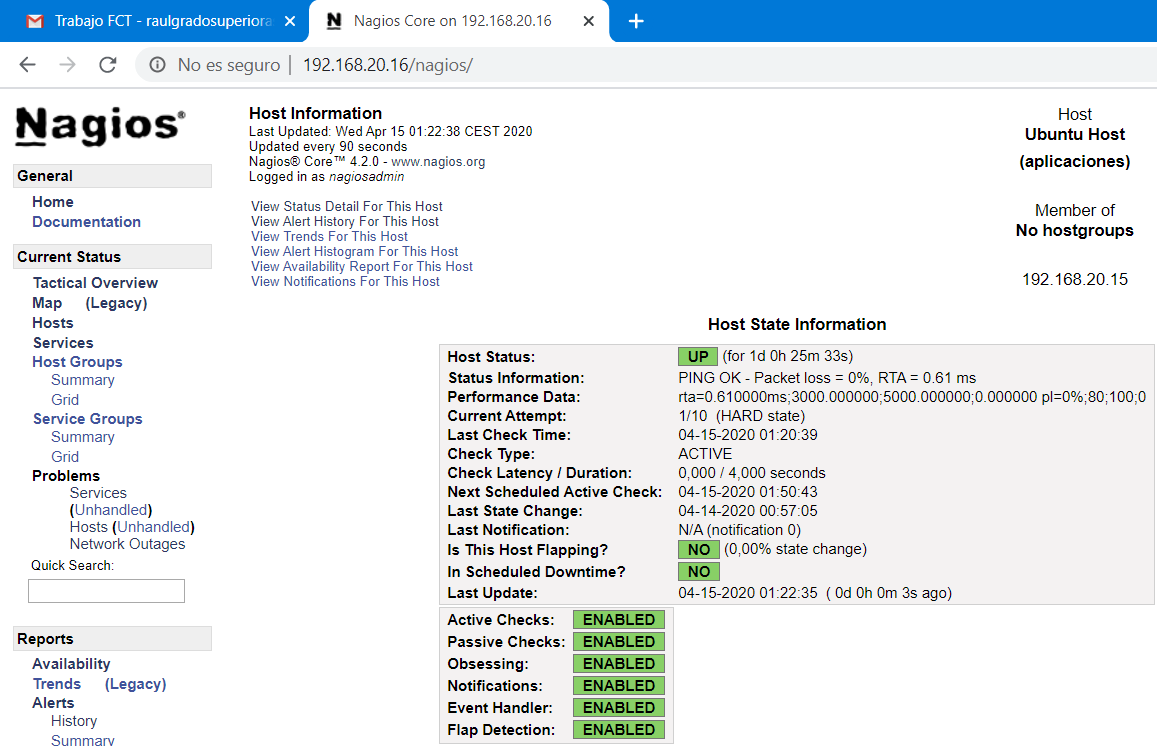 Trabajo FCT - raulgradosuperiora
Nagios Core on 192.168.20.16
No es seguro | 192.168.20.16/nagios/
Nagios®
General
Home
Documentation
Current Status
Tactical Overview
Map (Legacy)
Hosts
Services
Host Groups
Summary
Grid
Service Groups
Summary
Grid
Problems
Services
(Unhandled)
Hosts (Unhandled)
Network Outages
Quick Search:
Reports
Availability
Trends (Legacy)
Alerts
History
Summary
Host Information
Last Updated: Wed Apr 15 01:22:38 CEST 2020
Updated every 90 seconds
Nagios® Core™ 4.2.0 - www.nagios.org
Logged in as nagiosadmin
View Status Detail For This Host
View Alert History For This Host
View Trends For This Host
View Alert Histogram For This Host
View Availability Report For This Host
View Notifications For This Host
Host
Ubuntu Host
(aplicaciones)
Member of
No hostgroups
192.168.20.15
Host State Information
Host Status: UP (for 1d 0h 25m 33s)
Status Information: PING OK - Packet loss = 0%, RTA = 0.61 ms
Performance Data: rta=0.610000ms;3000.000000;5000.000000;0.000000 pl=0%;80;100;0
Current Attempt: 1/10 (HARD state)
Last Check Time: 04-15-2020 01:20:39
Check Type: ACTIVE
Check Latency / Duration: 0,000 / 4,000 seconds
Next Scheduled Active Check: 04-15-2020 01:50:43
Last State Change: 04-14-2020 00:57:05
Last Notification: N/A (notification 0)
Is This Host Flapping? NO (0,00% state change)
In Scheduled Downtime? NO
Last Update: 04-15-2020 01:22:35 ( 0d 0h 0m 3s ago)
Active Checks: ENABLED
Passive Checks: ENABLED
Obsessing: ENABLED
Notifications: ENABLED
Event Handler: ENABLED
Flap Detection: ENABLED